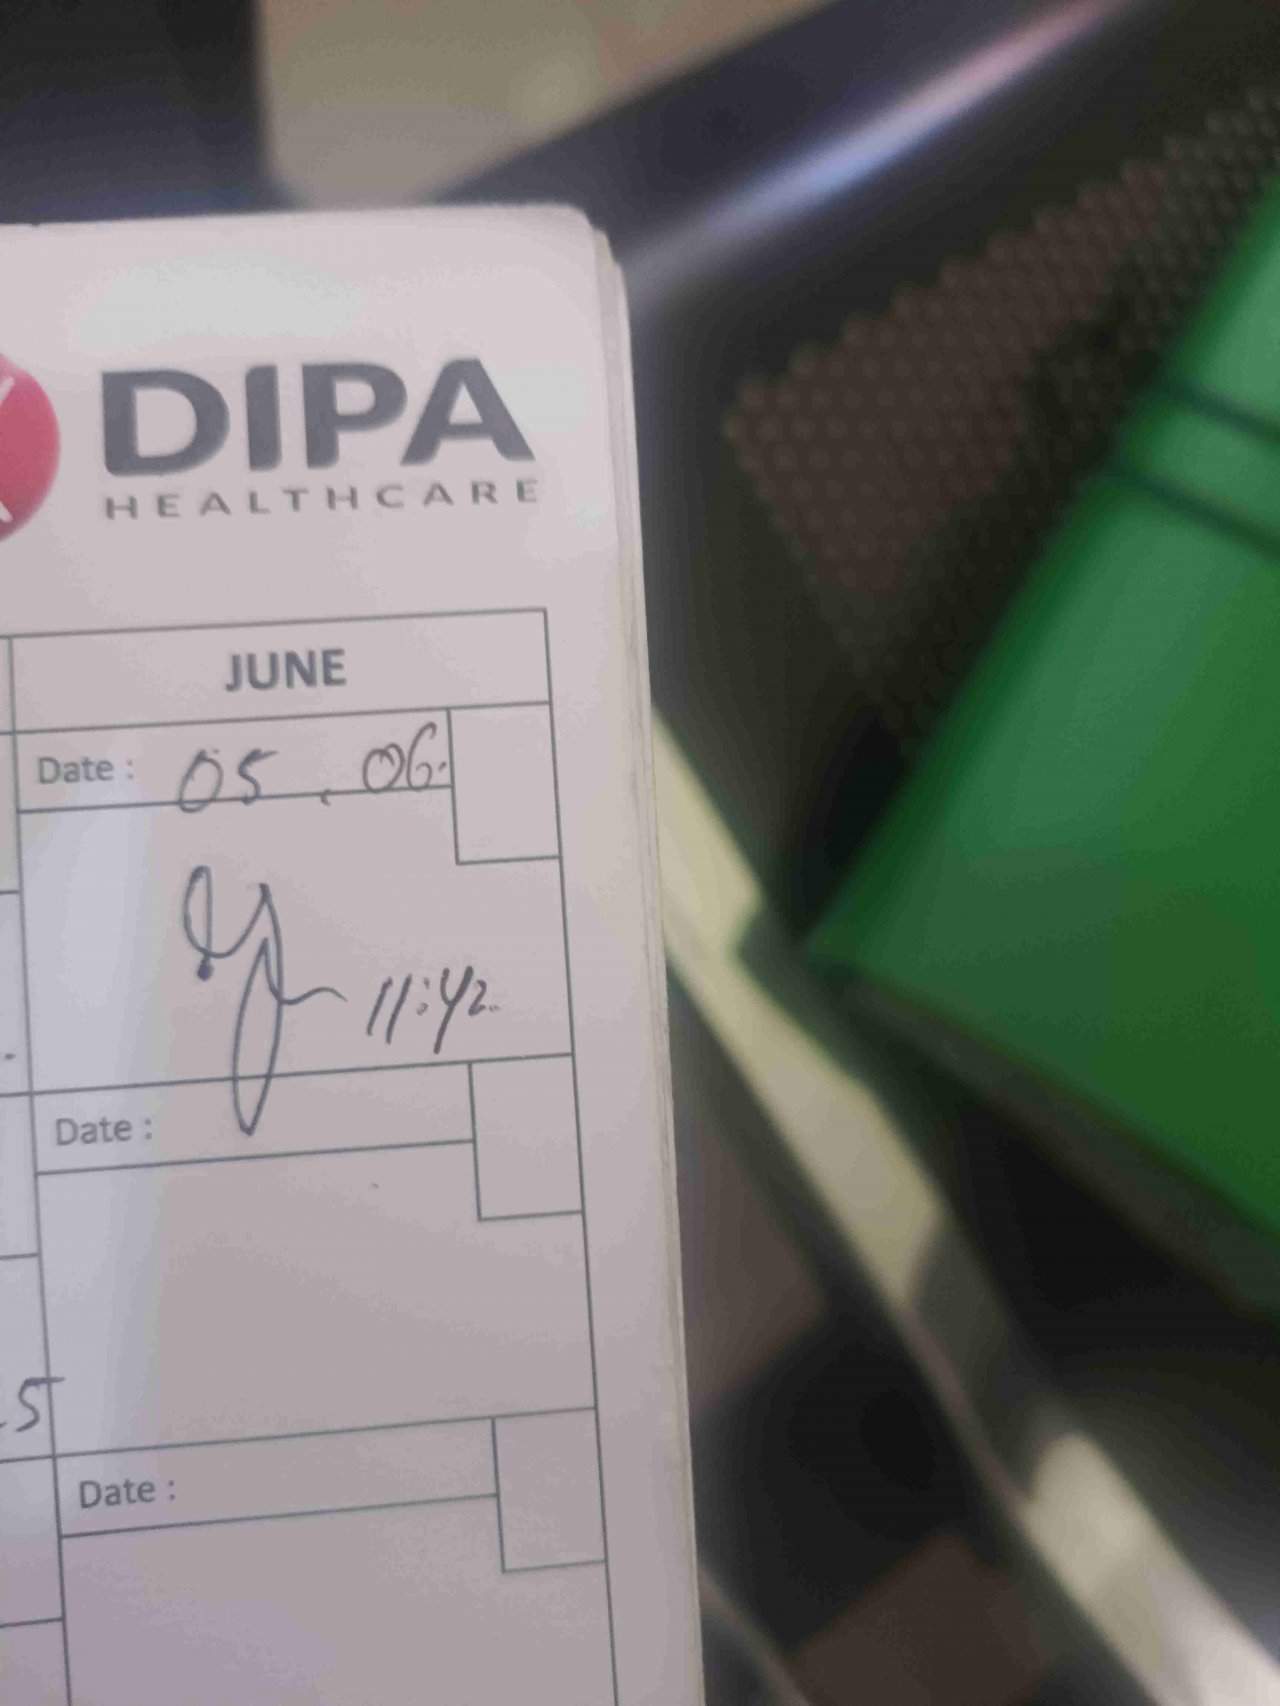 DIPA
HEALTHCARE
JUNE
Date : 05 . 06.
11:42
Date :
5
Date :